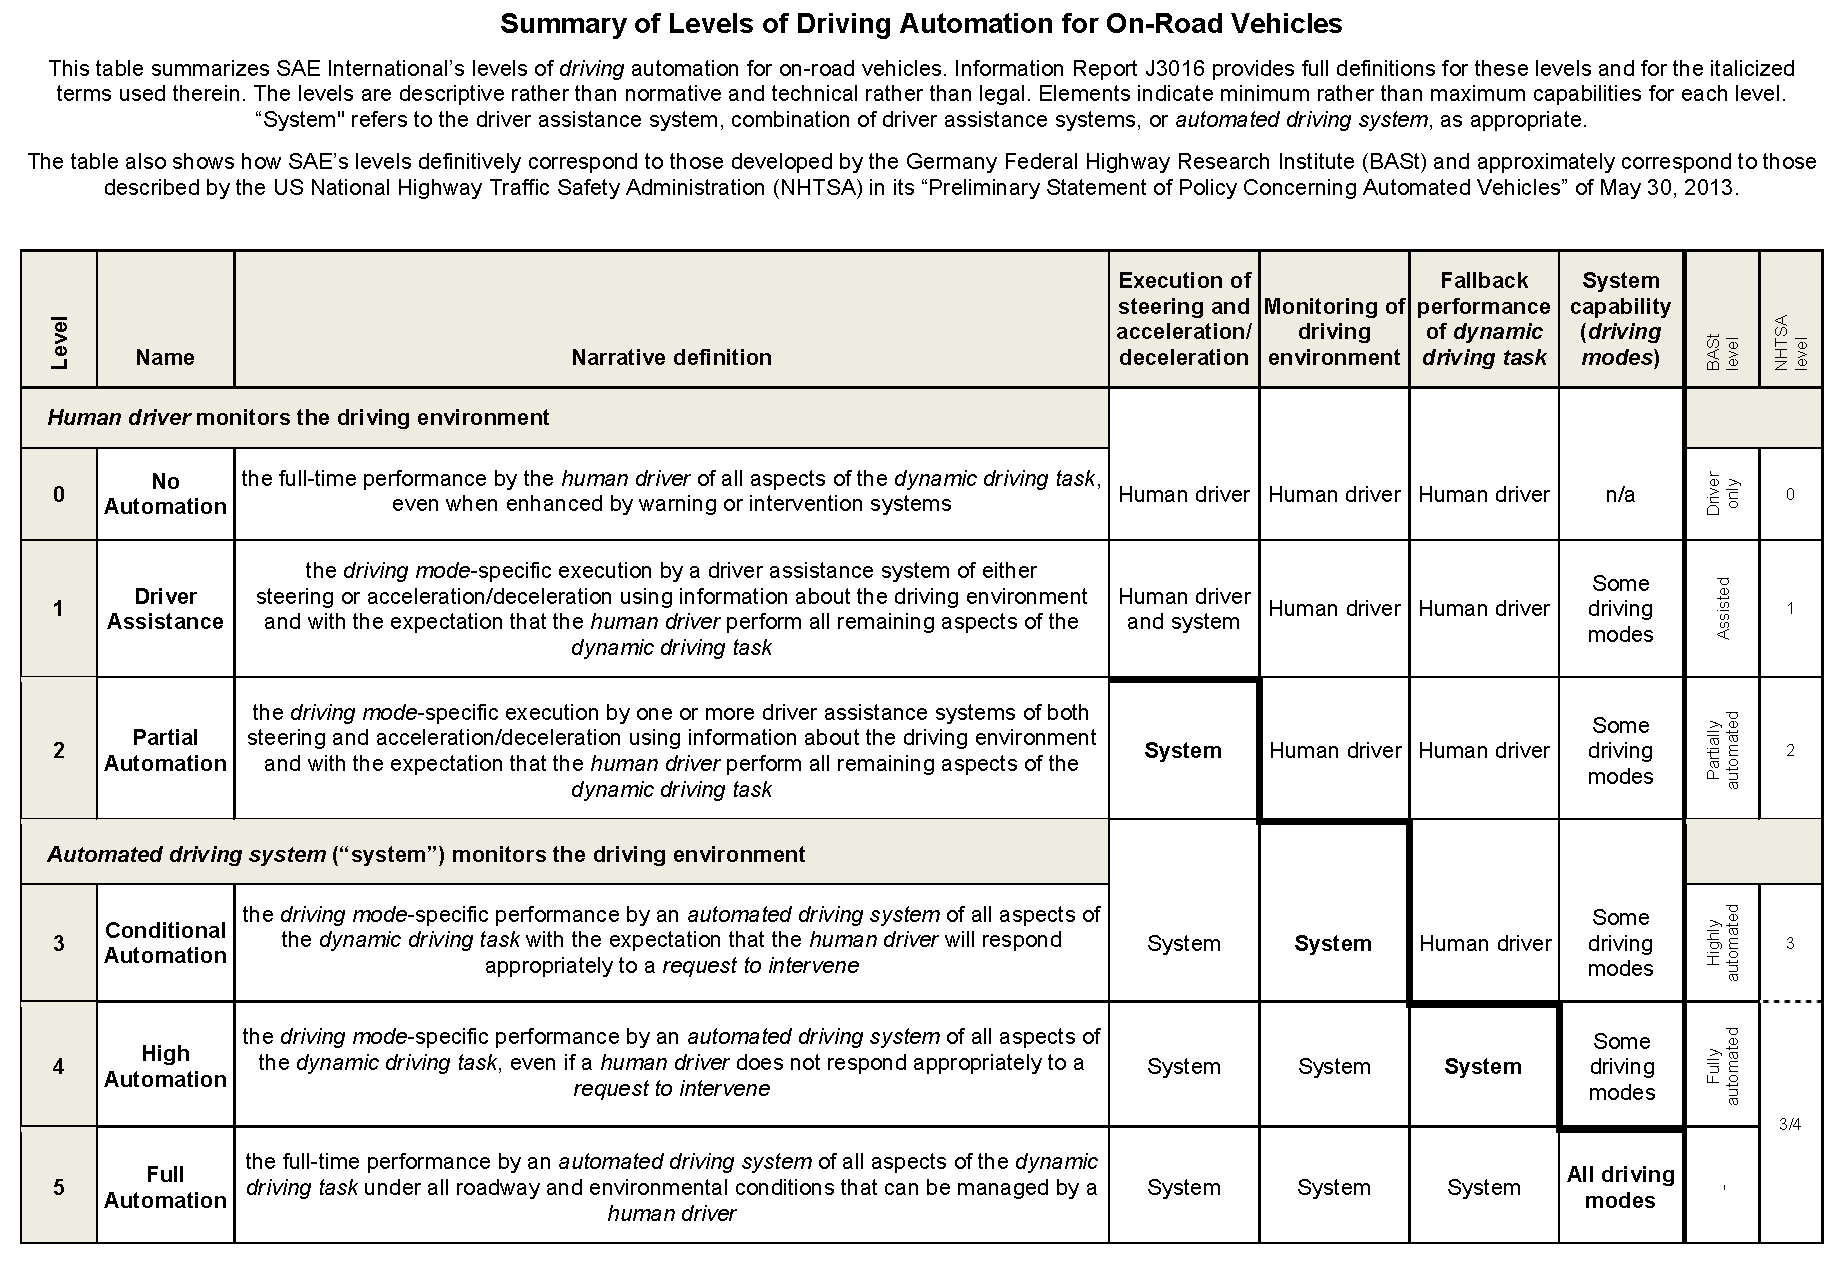 Summary of Levels of Driving Automation for On-Road Vehicles
This table summarizes SAE International’s levels of driving automation for on-road vehicles. Information Report J3016 provides full definitions for these levels and for the italicized
terms used therein. The levels are descriptive rather than normative and technical rather than legal. Elements indicate minimum rather than maximum capabilities for each level.
“System" refers to the driver assistance system, combination of driver assistance systems, or automated driving system, as appropriate.
The table also shows how SAE’s levels definitively correspond to those developed by the Germany Federal Highway Research Institute (BASt) and approximately correspond to those
described by the US National Highway Traffic Safety Administration (NHTSA) in its “Preliminary Statement of Policy Concerning Automated Vehicles” of May 30, 2013.
Level
Name
Narrative definition
Execution of
steering and
acceleration/
deceleration
Monitoring of
driving
environment
Fallback
performance
of dynamic
driving task
System
capability
(driving
modes)
BASt
level
NHTSA
level
Human driver monitors the driving environment
0
No
Automation
the full-time performance by the human driver of all aspects of the dynamic driving task,
even when enhanced by warning or intervention systems
Human driver
Human driver
Human driver
n/a
Driver
only
0
1
Driver
Assistance
the driving mode-specific execution by a driver assistance system of either
steering or acceleration/deceleration using information about the driving environment
and with the expectation that the human driver perform all remaining aspects of the
dynamic driving task
Human driver
and system
Human driver
Human driver
Some
driving
modes
Assisted
1
2
Partial
Automation
the driving mode-specific execution by one or more driver assistance systems of both
steering and acceleration/deceleration using information about the driving environment
and with the expectation that the human driver perform all remaining aspects of the
dynamic driving task
System
Human driver
Human driver
Some
driving
modes
Partially
automated
2
Automated driving system (“system”) monitors the driving environment
3
Conditional
Automation
the driving mode-specific performance by an automated driving system of all aspects of
the dynamic driving task with the expectation that the human driver will respond
appropriately to a request to intervene
System
System
Human driver
Some
driving
modes
Highly
automated
3
4
High
Automation
the driving mode-specific performance by an automated driving system of all aspects of
the dynamic driving task, even if a human driver does not respond appropriately to a
request to intervene
System
System
System
Some
driving
modes
Fully
automated
3/4
5
Full
Automation
the full-time performance by an automated driving system of all aspects of the dynamic
driving task under all roadway and environmental conditions that can be managed by a
human driver
System
System
System
All driving
modes
-